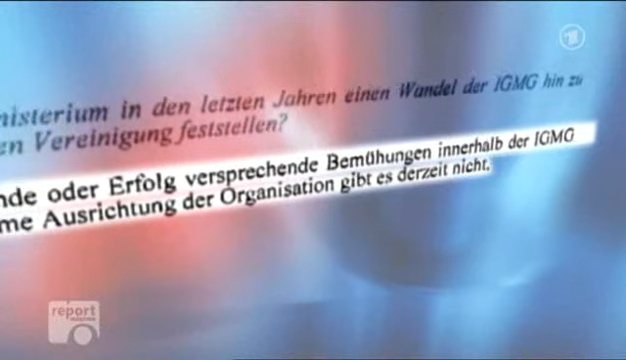 nisterium in den letzten Jahren einen Wandel der IGMG hin zu
en Vereinigung feststellen?
nde oder Erfolg versprechende Bemühungen innerhalb der IGMG
me Ausrichtung der Organisation gibt es derzeit nicht.
report